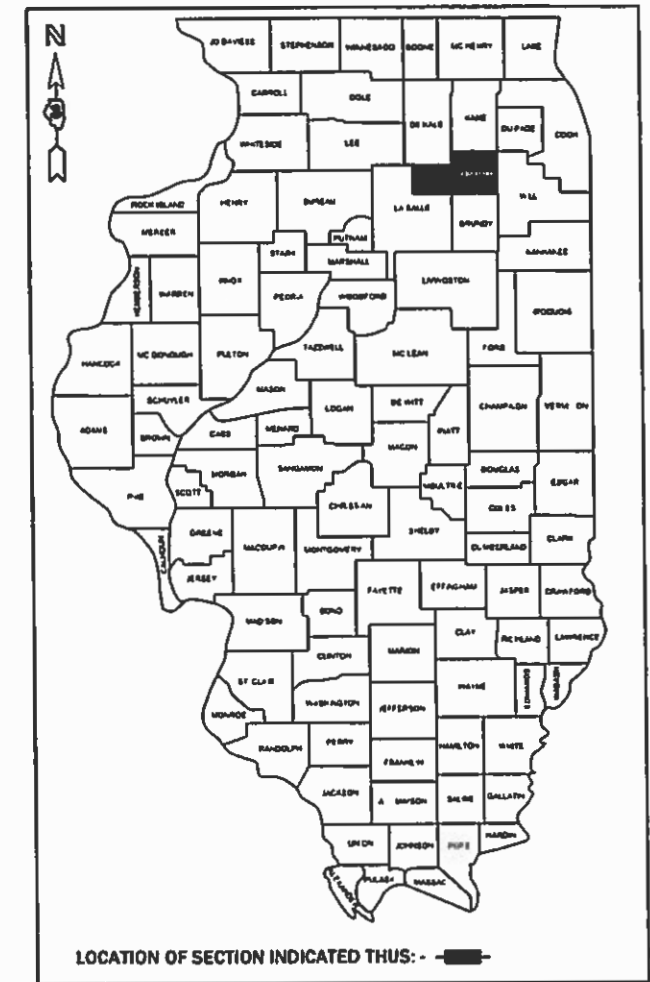 N
JO DAVIESS STEPHENSON WINNEBAGO BOONE MC HENRY LAKE
CARROLL OGLE DE KALB KANE DU PAGE COOK
WHITESIDE LEE
ROCK ISLAND HENRY BUREAU LA SALLE GRUNDY WILL
MERCER PUTNAM KANKAKEE
STARK MARSHALL
HENDERSON WARREN KNOX PEORIA WOODFORD LIVINGSTON IROQUOIS
HANCOCK MC DONOUGH FULTON TAZEWELL MC LEAN FORD
MASON
SCHUYLER LOGAN DE WITT CHAMPAIGN VERMILION
ADAMS BROWN CASS MENARD MACON PIATT
PIKE SCOTT MORGAN SANGAMON CHRISTIAN MOULTRIE DOUGLAS EDGAR
COLES
CALHOUN GREENE MACOUPIN MONTGOMERY SHELBY CUMBERLAND CLARK
JERSEY FAYETTE EFFINGHAM JASPER CRAWFORD
MADISON BOND
CLINTON MARION CLAY RICHLAND LAWRENCE
ST CLAIR WASHINGTON JEFFERSON WAYNE EDWARDS WABASH
MONROE
RANDOLPH PERRY FRANKLIN HAMILTON WHITE
JACKSON SALINE GALLATIN
UNION JOHNSON POPE HARDIN
ALEXANDER PULASKI MASSAC
LOCATION OF SECTION INDICATED THUS: -